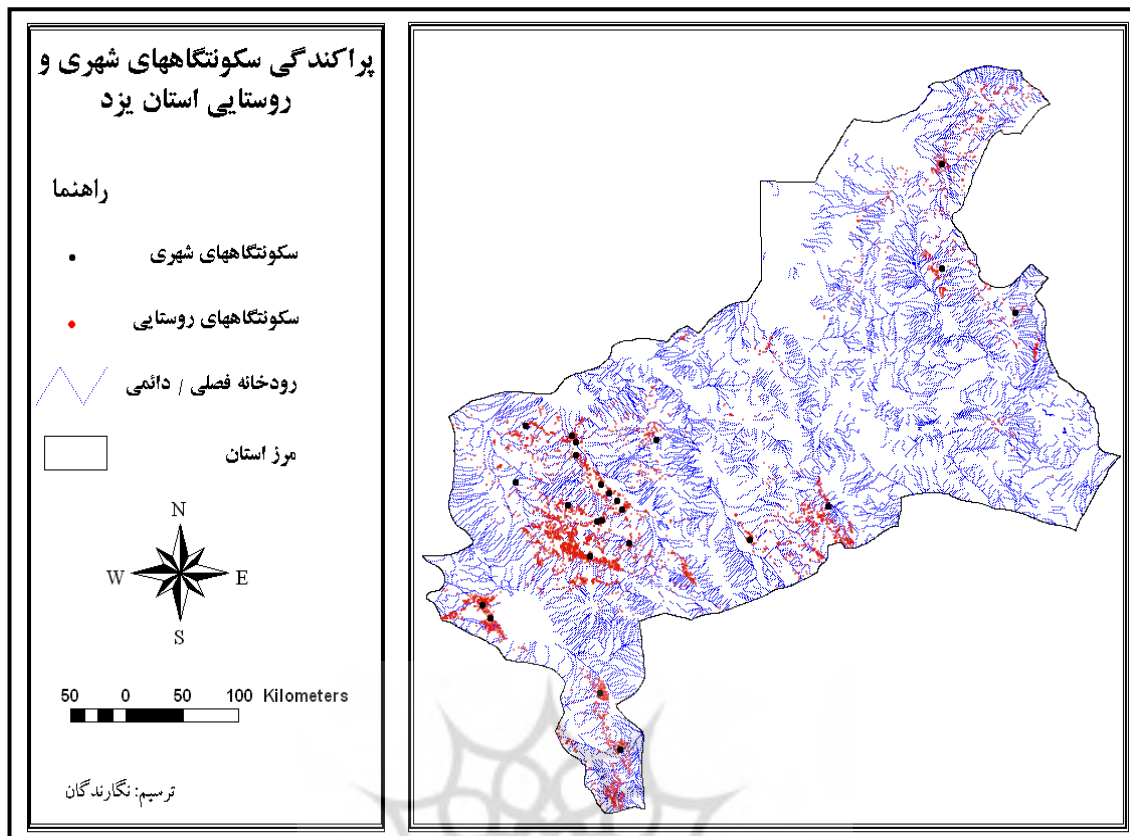 پراکندگی سکونتگاههای شهری و
روستایی استان یزد
راهنما
سکونتگاههای شهری
سکونتگاههای روستایی
رودخانه فصلی / دائمی
مرز استان
N
W E
S
50 0 50 100 Kilometers
ترسیم: نگارندگان